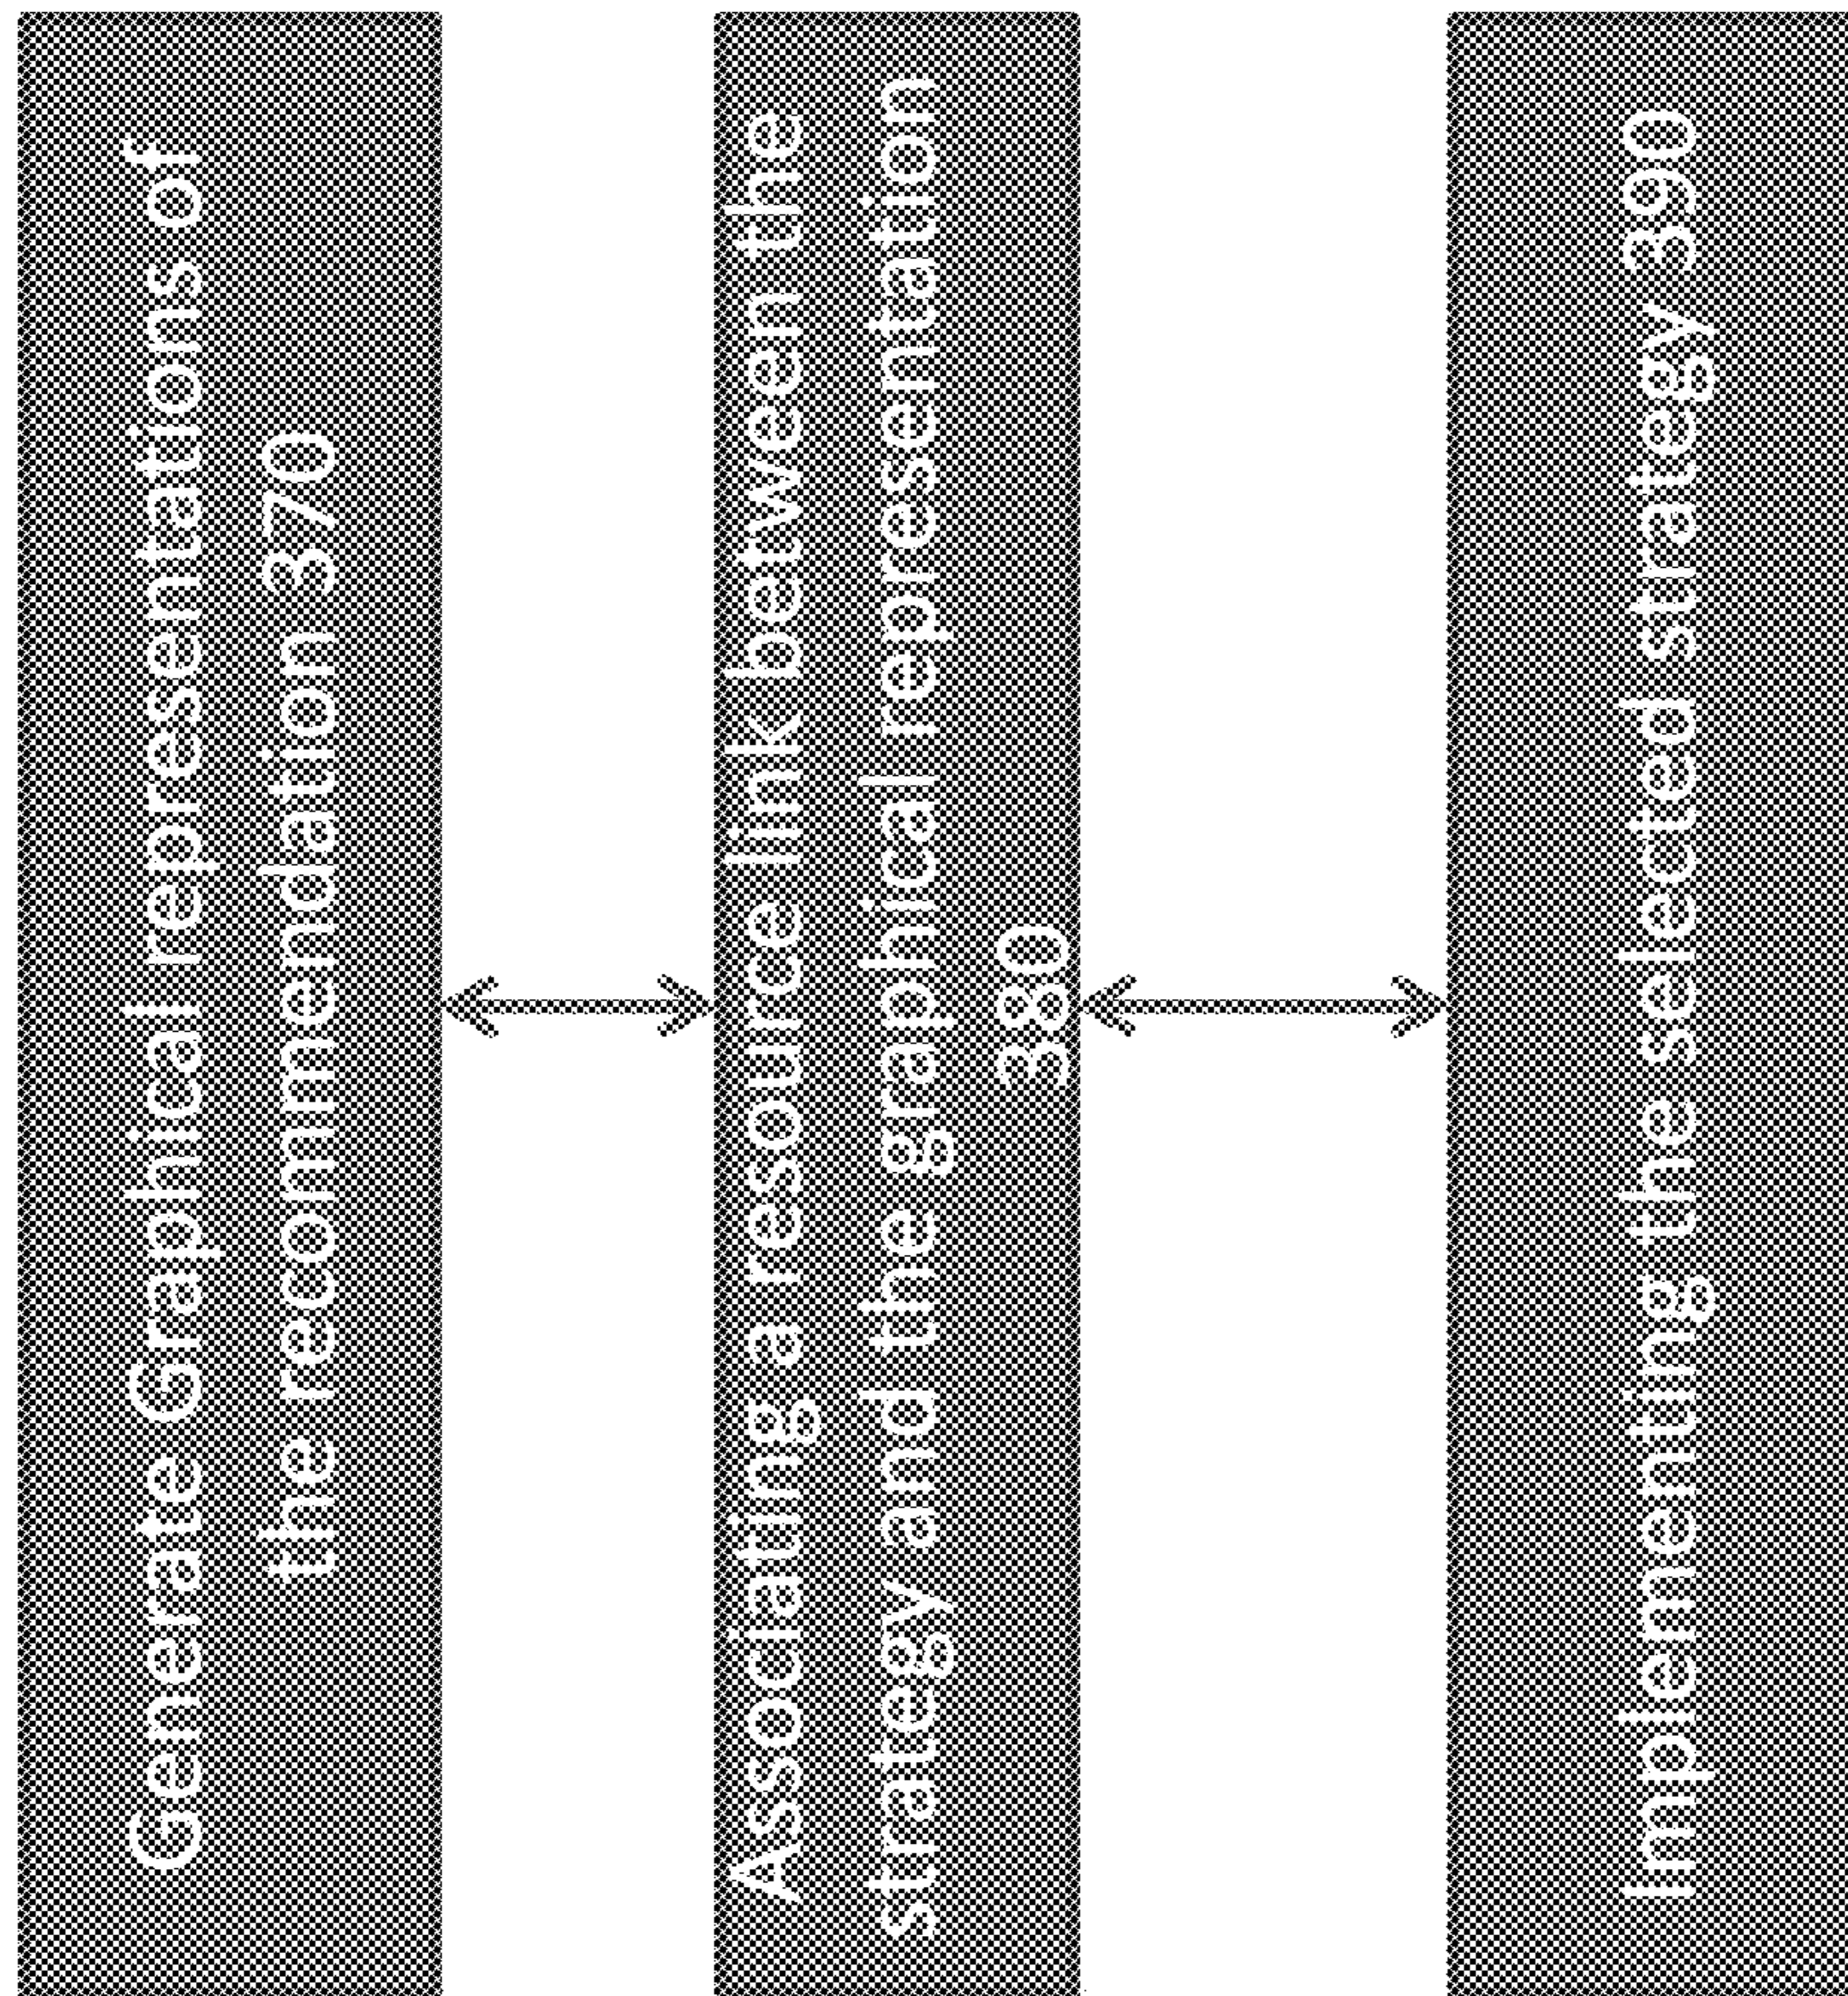 Generate Graphical representations of
the recommendation 370
Associating a resource link between the
strategy and the graphical representation
380
Implementing the selected strategy 390